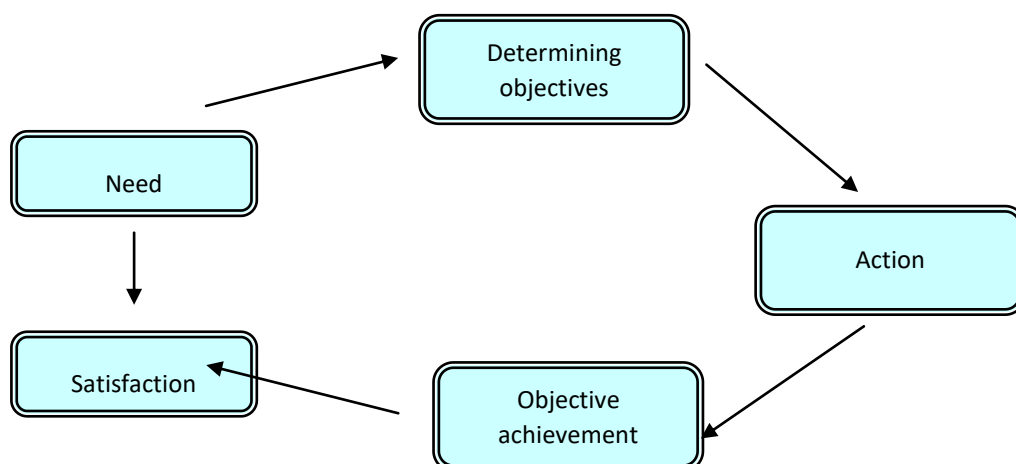 Determining
objectives
Need
Action
Satisfaction
Objective
achievement